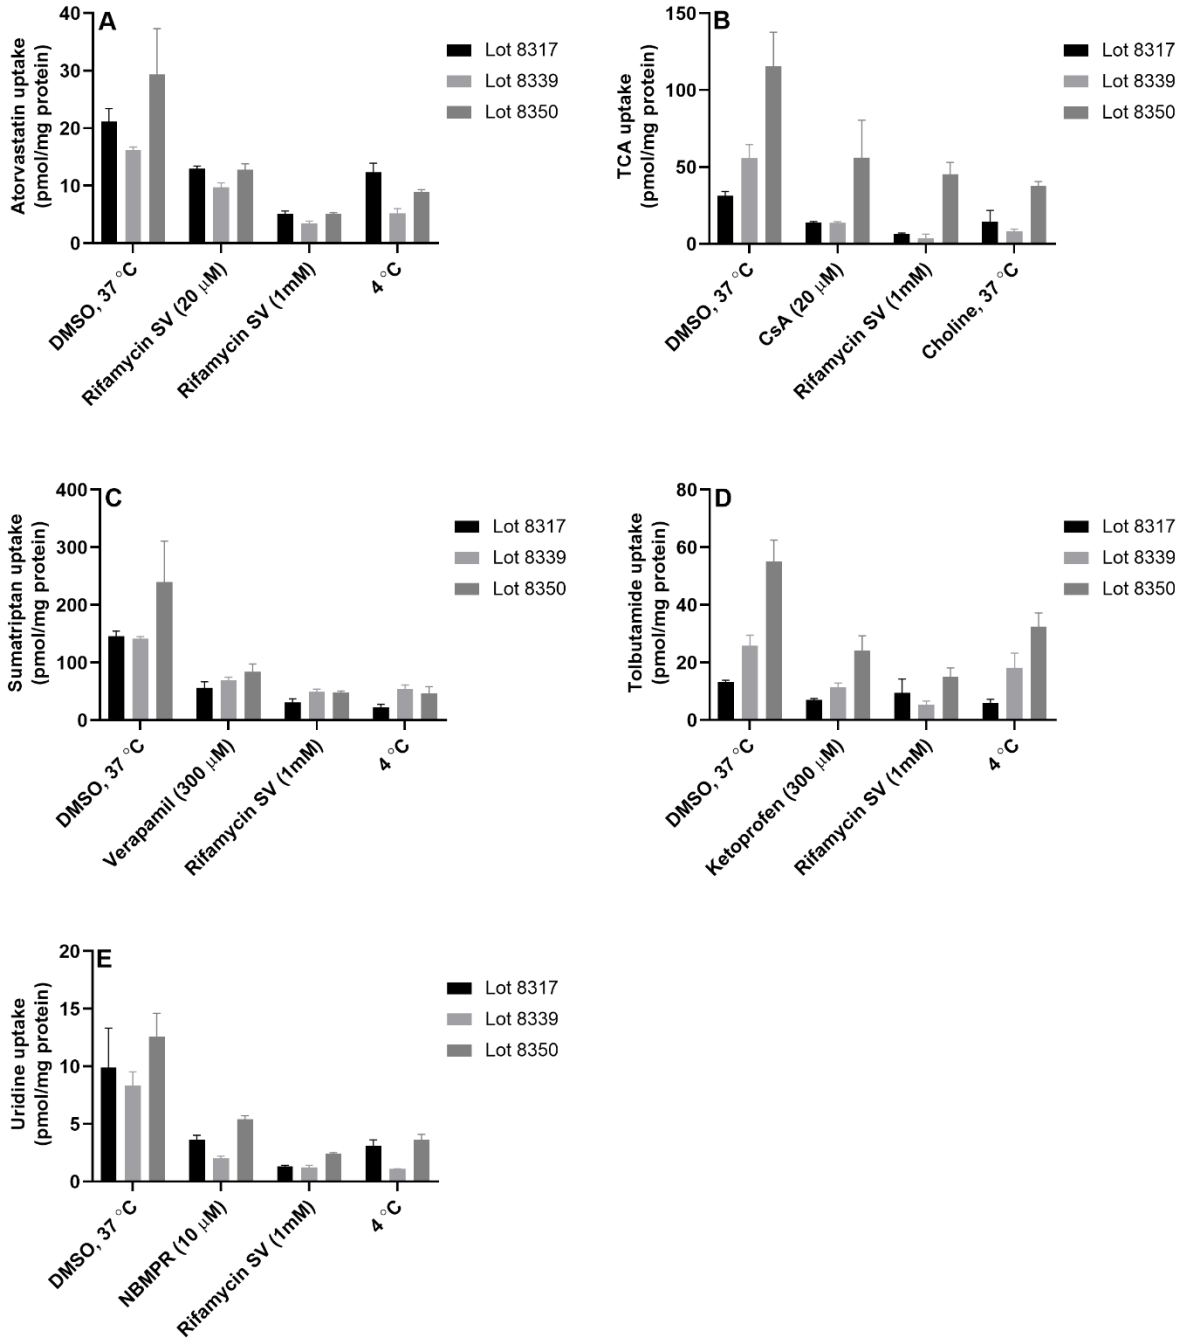 A
Atorvastatin uptake
(pmol/mg protein)
40
30
20
10
0
DMSO, 37 °C
Rifamycin SV (20 μM)
Rifamycin SV (1mM)
4 °C
Lot 8317
Lot 8339
Lot 8350
B
TCA uptake
(pmol/mg protein)
150
100
50
0
DMSO, 37 °C
CsA (20 μM)
Rifamycin SV (1mM)
Choline, 37 °C
Lot 8317
Lot 8339
Lot 8350
C
Sumatriptan uptake
(pmol/mg protein)
400
300
200
100
0
DMSO, 37 °C
Verapamil (300 μM)
Rifamycin SV (1mM)
4 °C
Lot 8317
Lot 8339
Lot 8350
D
Tolbutamide uptake
(pmol/mg protein)
80
60
40
20
0
DMSO, 37 °C
Ketoprofen (300 μM)
Rifamycin SV (1mM)
4 °C
Lot 8317
Lot 8339
Lot 8350
E
Uridine uptake
(pmol/mg protein)
20
15
10
5
0
DMSO, 37 °C
NBMPR (10 μM)
Rifamycin SV (1mM)
4 °C
Lot 8317
Lot 8339
Lot 8350